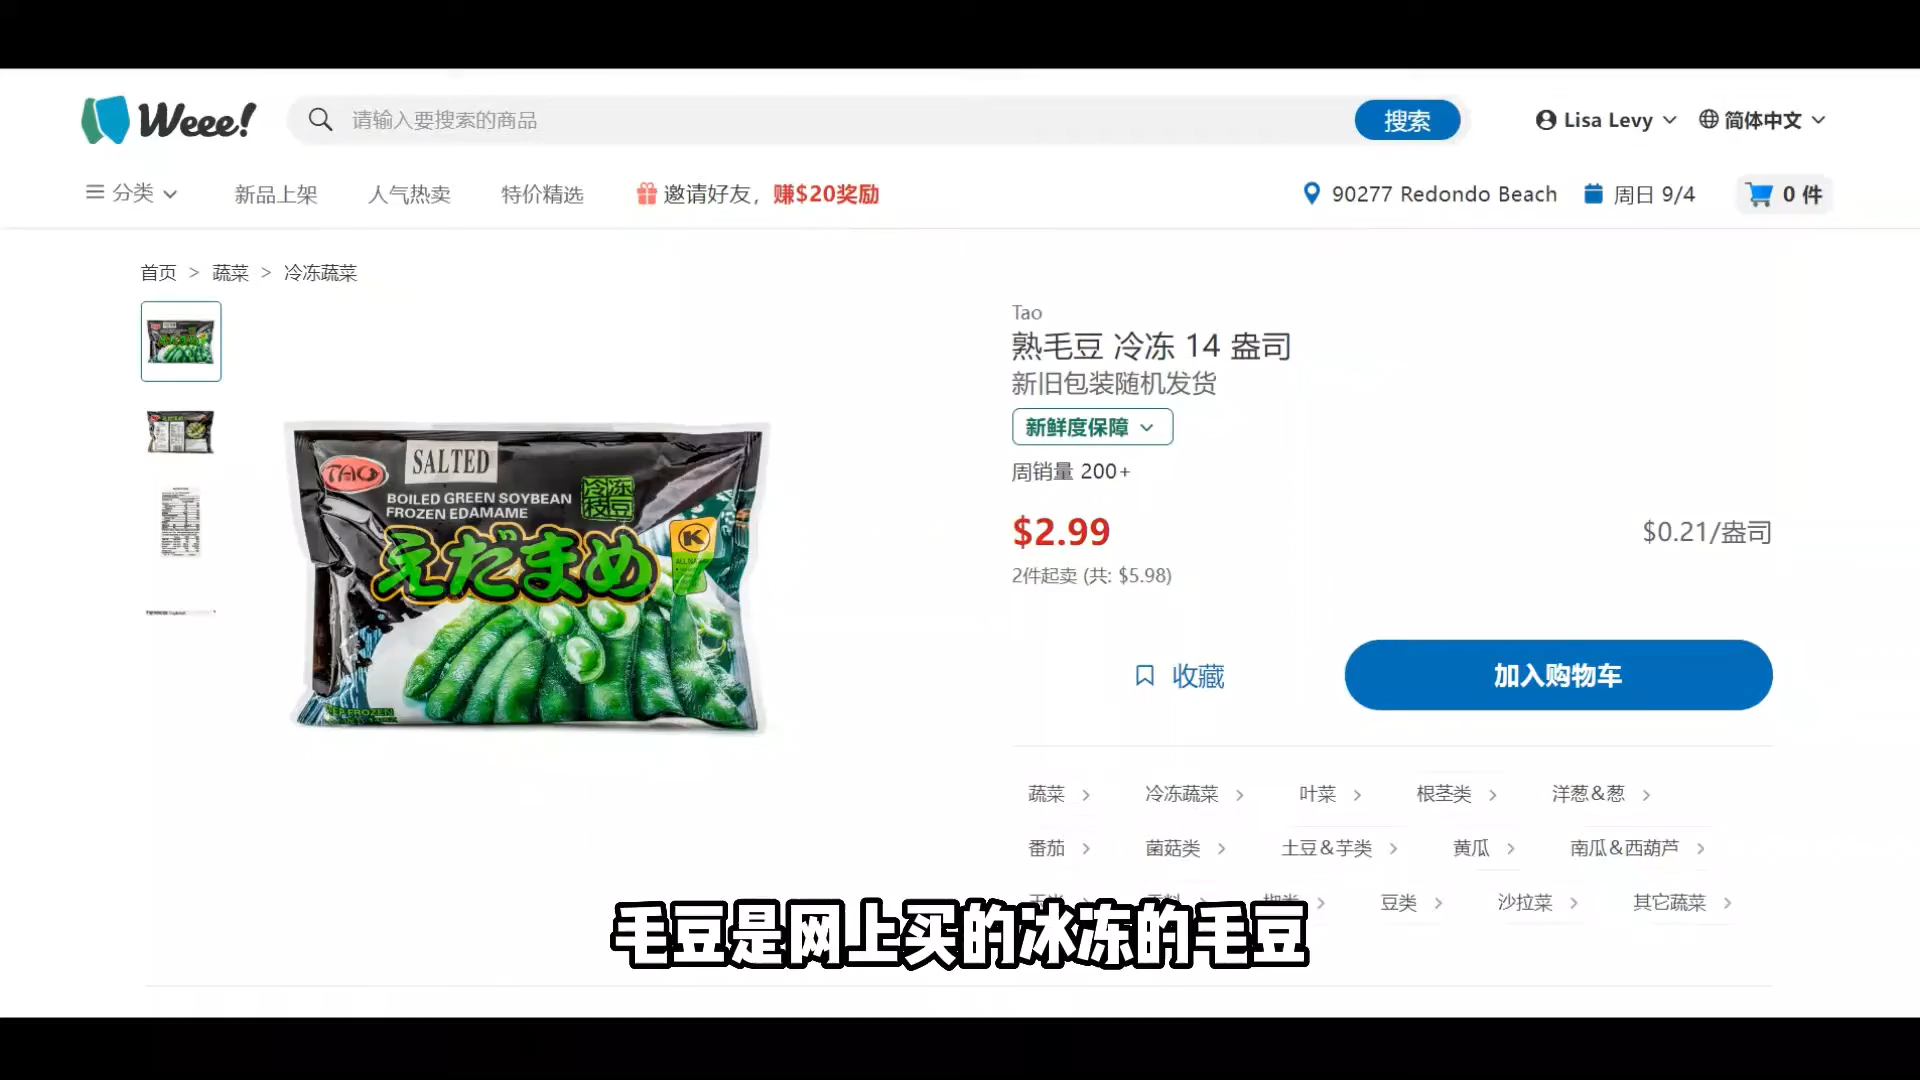 Weee!
请输入要搜索的商品
搜索
Lisa Levy
简体中文
分类
新品上架
人气热卖
特价精选
邀请好友，赚$20奖励
90277 Redondo Beach
周日 9/4
0 件
首页 > 蔬菜 > 冷冻蔬菜
Tao
熟毛豆 冷冻 14 盎司
新旧包装随机发货
新鲜度保障
周销量 200+
$2.99
$0.21/盎司
2件起卖 (共: $5.98)
收藏
加入购物车
TAO
SALTED
BOILED GREEN SOYBEAN
FROZEN EDAMAME
冷冻
枝豆
えだまめ
K
蔬菜 >
冷冻蔬菜 >
叶菜 >
根茎类 >
洋葱&葱 >
番茄 >
菌菇类 >
土豆&芋类 >
黄瓜 >
南瓜&西葫芦 >
豆类 >
沙拉菜 >
其它蔬菜 >
毛豆是网上买的冰冻的毛豆